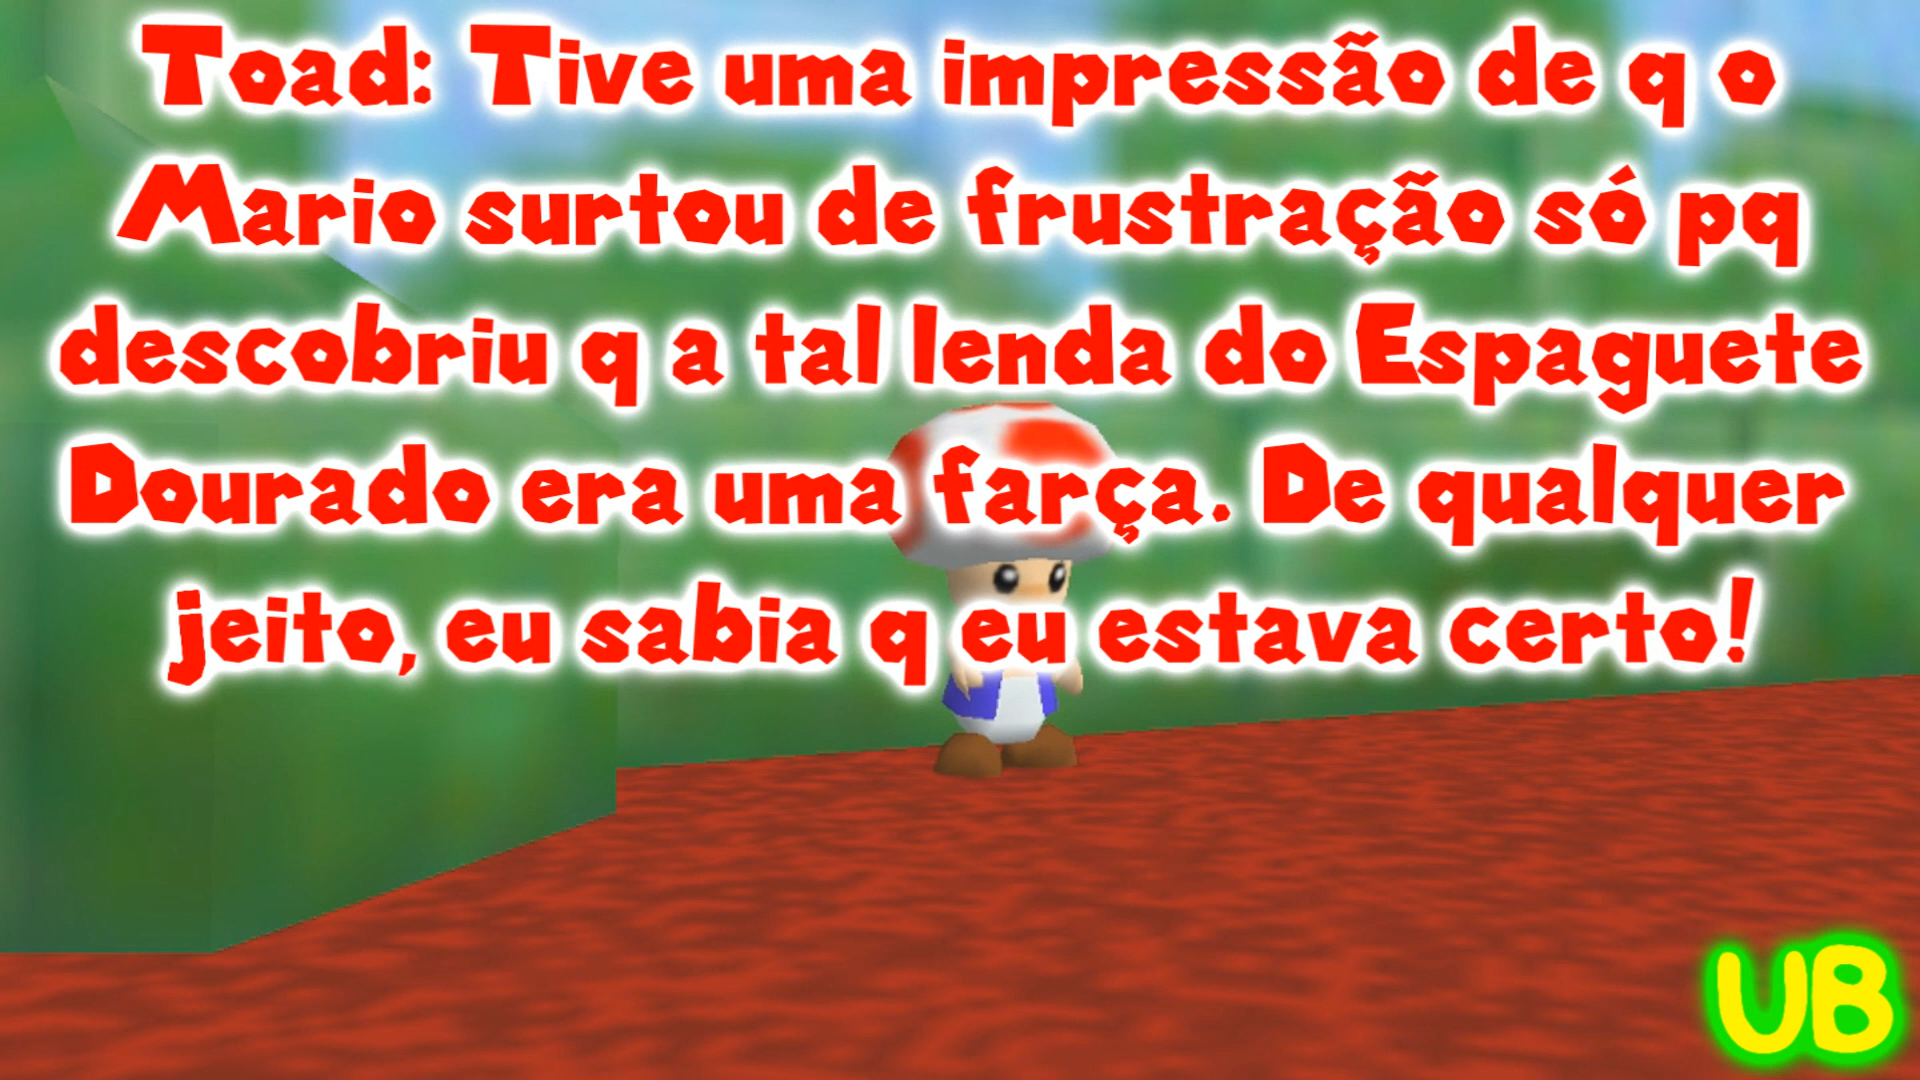 Toad: Tive uma impressão de q o
Mario surtou de frustração só pq
descobriu q a tal lenda do Espaguete
Dourado era uma farça. De qualquer
jeito, eu sabia q eu estava certo!
UB